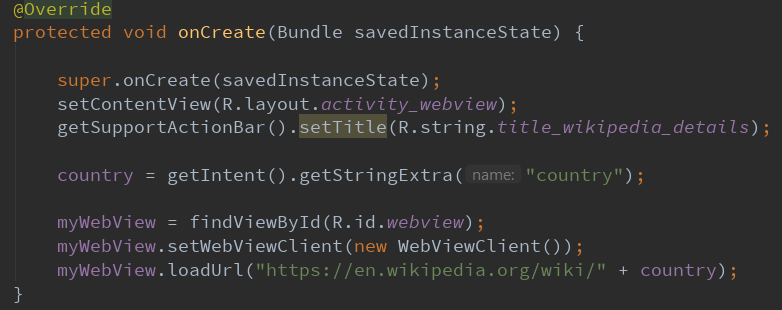 @Override
protected void onCreate(Bundle savedInstanceState) {
super.onCreate(savedInstanceState);
setContentView(R.layout.activity_webview);
getSupportActionBar().setTitle(R.string.title_wikipedia_details);
country = getIntent().getStringExtra( name: "country");
myWebView = findViewById(R.id.webview);
myWebView.setWebViewClient(new WebViewClient());
myWebView.loadUrl("https://en.wikipedia.org/wiki/" + country);
}